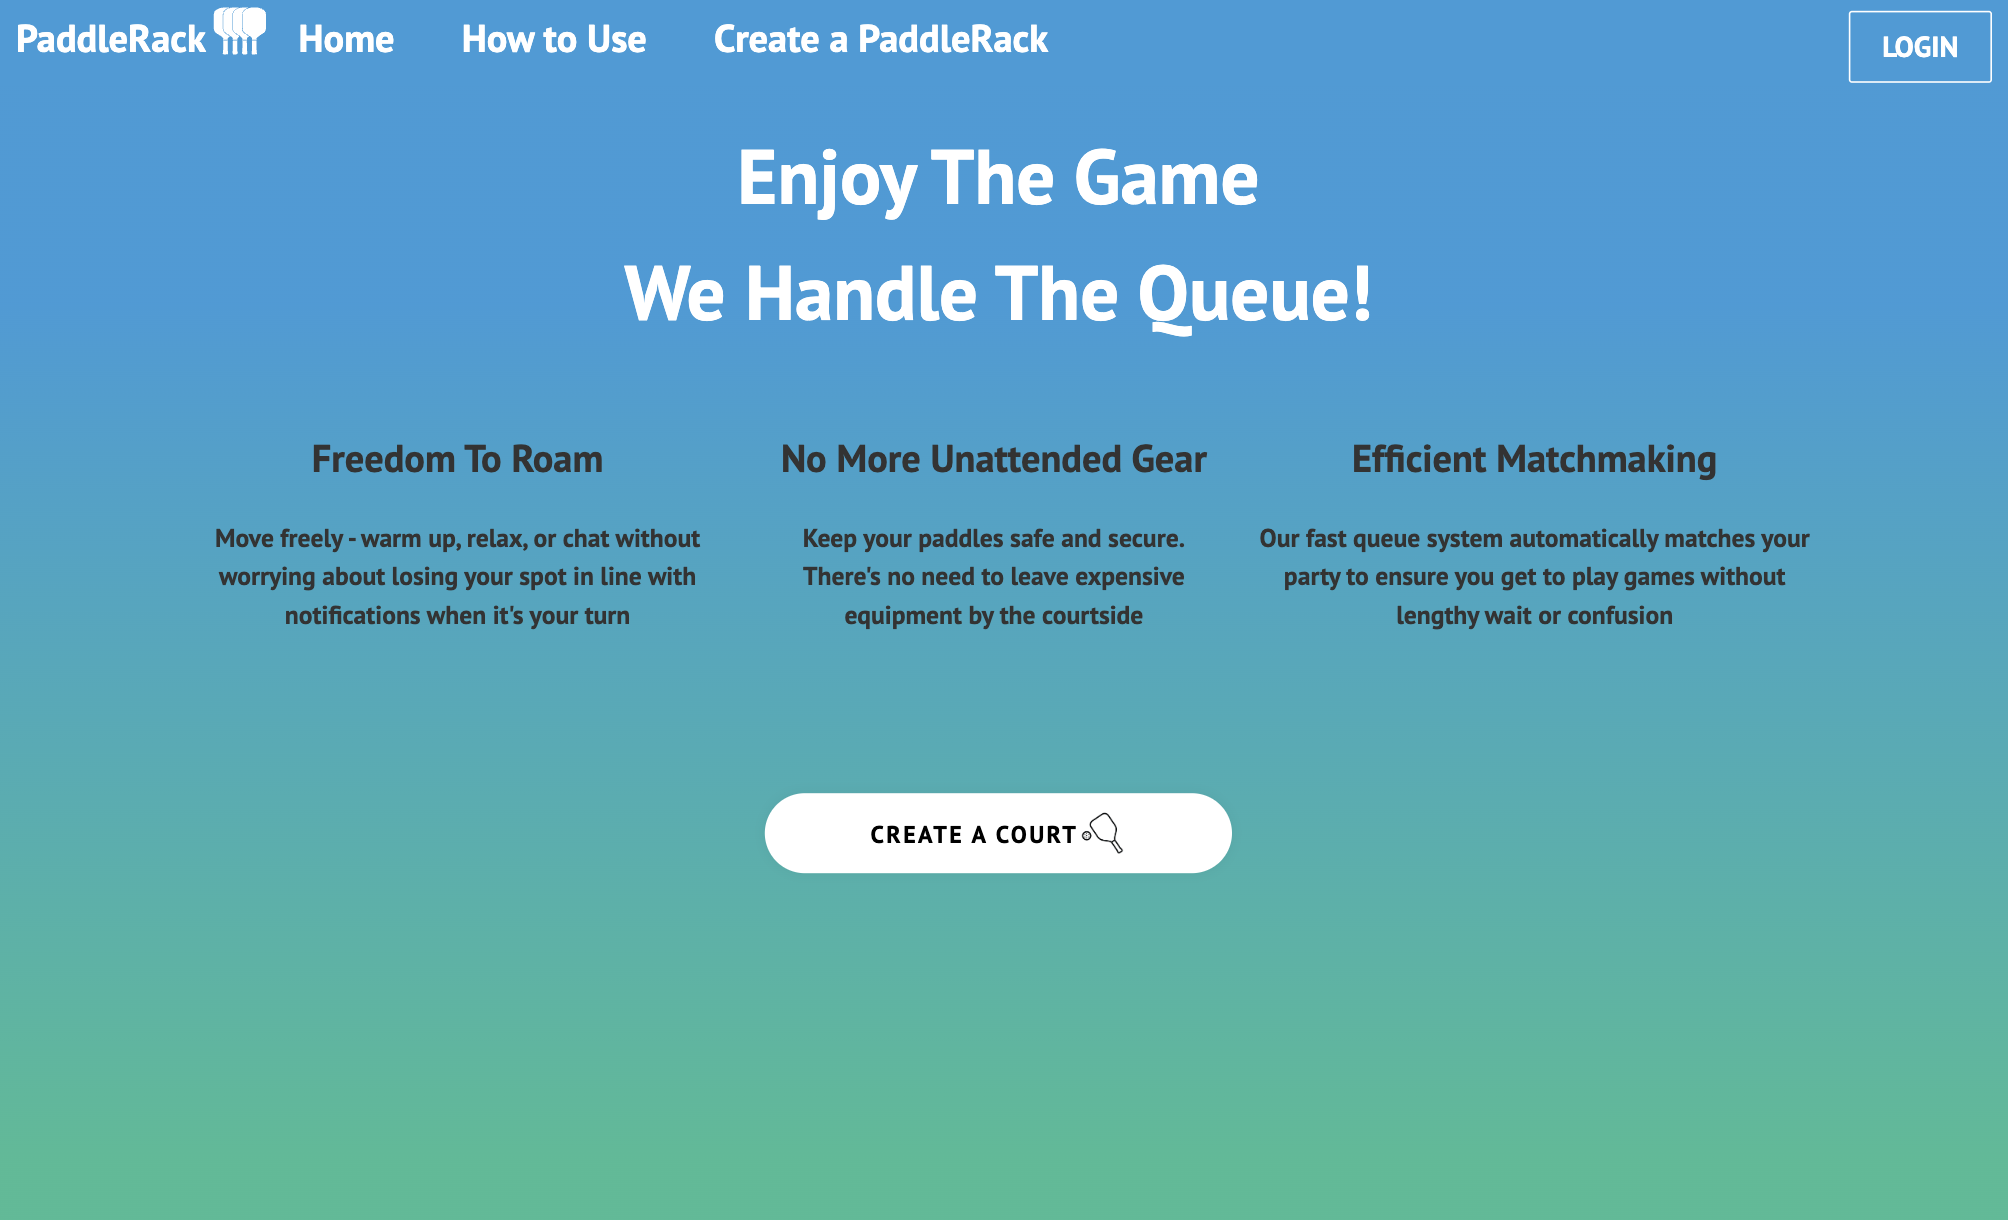 PaddleRack Home How to Use Create a PaddleRack LOGIN
Enjoy The Game
We Handle The Queue!
Freedom To Roam
Move freely - warm up, relax, or chat without
worrying about losing your spot in line with
notifications when it's your turn
No More Unattended Gear
Keep your paddles safe and secure.
There's no need to leave expensive
equipment by the courtside
Efficient Matchmaking
Our fast queue system automatically matches your
party to ensure you get to play games without
lengthy wait or confusion
CREATE A COURT